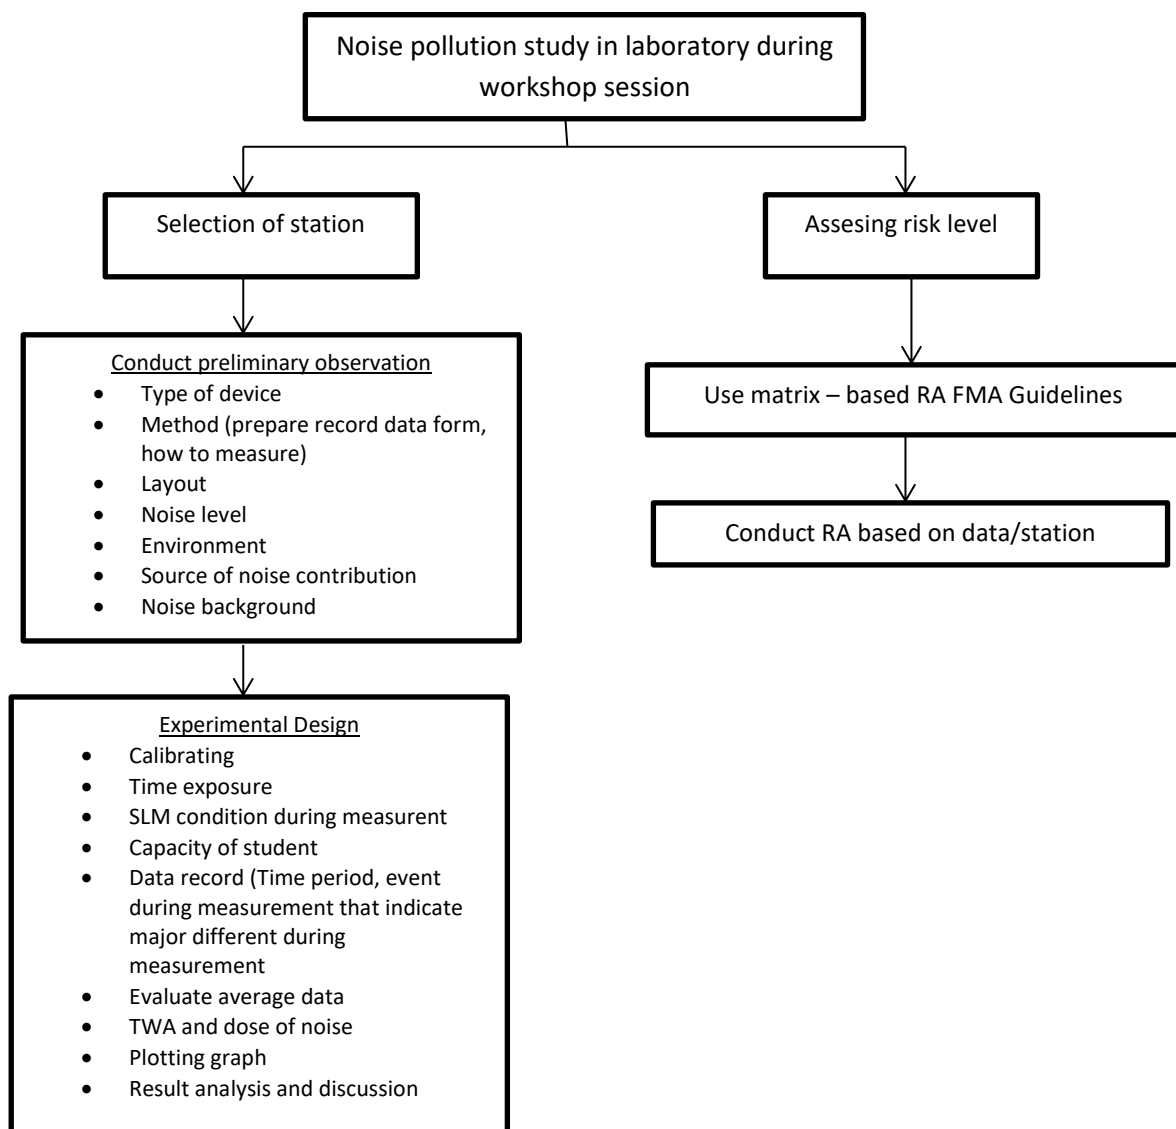 Noise pollution study in laboratory during
workshop session
Selection of station
Assesing risk level
Conduct preliminary observation
• Type of device
• Method (prepare record data form,
how to measure)
• Layout
• Noise level
• Environment
• Source of noise contribution
• Noise background
Use matrix – based RA FMA Guidelines
Conduct RA based on data/station
Experimental Design
• Calibrating
• Time exposure
• SLM condition during measurent
• Capacity of student
• Data record (Time period, event
during measurement that indicate
major different during
measurement
• Evaluate average data
• TWA and dose of noise
• Plotting graph
• Result analysis and discussion